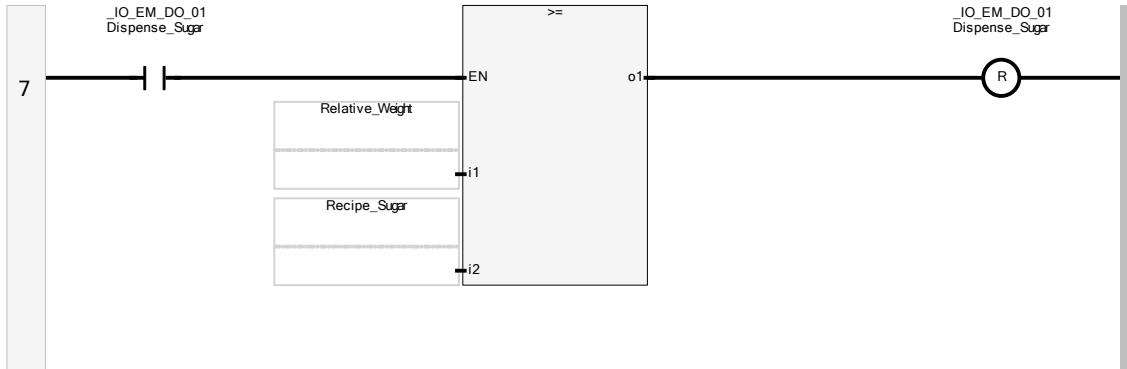 _IO_EM_DO_01
Dispense_Sugar
>=
_IO_EM_DO_01
Dispense_Sugar
7
EN
o1
R
Relative_Weight
i1
Recipe_Sugar
i2